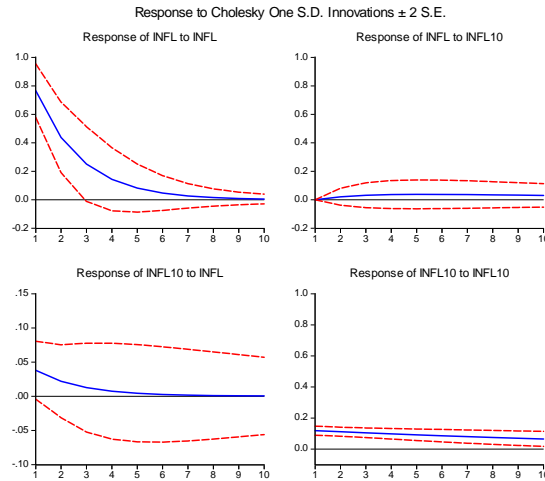 Response to Cholesky One S.D. Innovations ± 2 S.E.
Response of INFL to INFL
1.0
0.8
0.6
0.4
0.2
0.0
-0.2
1 2 3 4 5 6 7 8 9 10
Response of INFL to INFL10
1.0
0.8
0.6
0.4
0.2
0.0
-0.2
1 2 3 4 5 6 7 8 9 10
Response of INFL10 to INFL
.15
.10
.05
.00
-.05
-.10
1 2 3 4 5 6 7 8 9 10
Response of INFL10 to INFL10
1.0
0.8
0.6
0.4
0.2
0.0
1 2 3 4 5 6 7 8 9 10